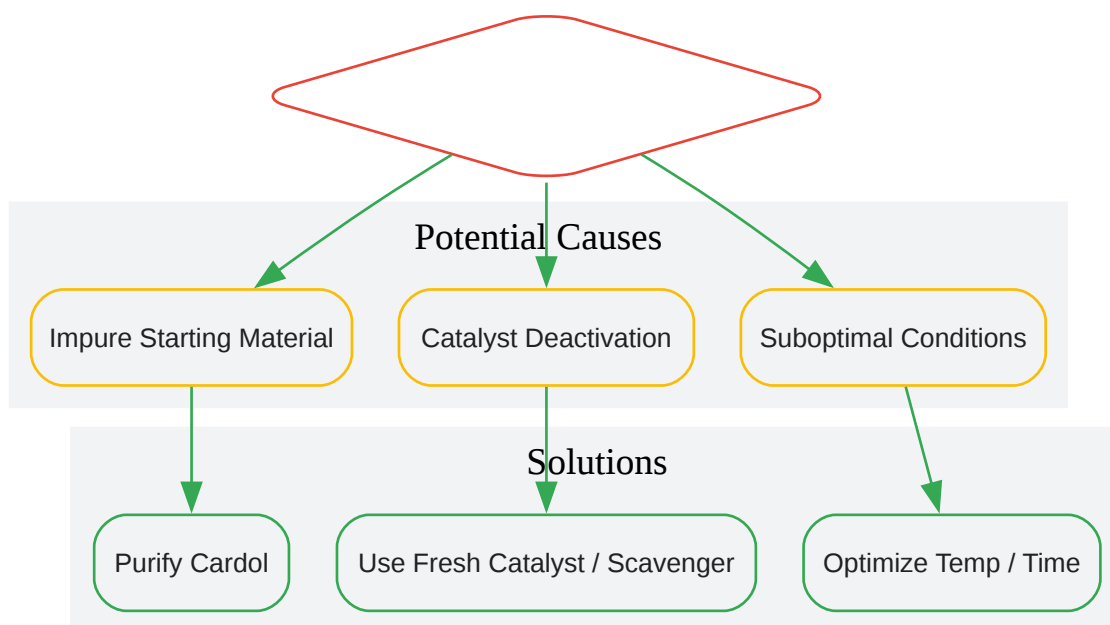 Potential Causes
Impure Starting Material
Catalyst Deactivation
Suboptimal Conditions
Solutions
Purify Cardol
Use Fresh Catalyst / Scavenger
Optimize Temp / Time